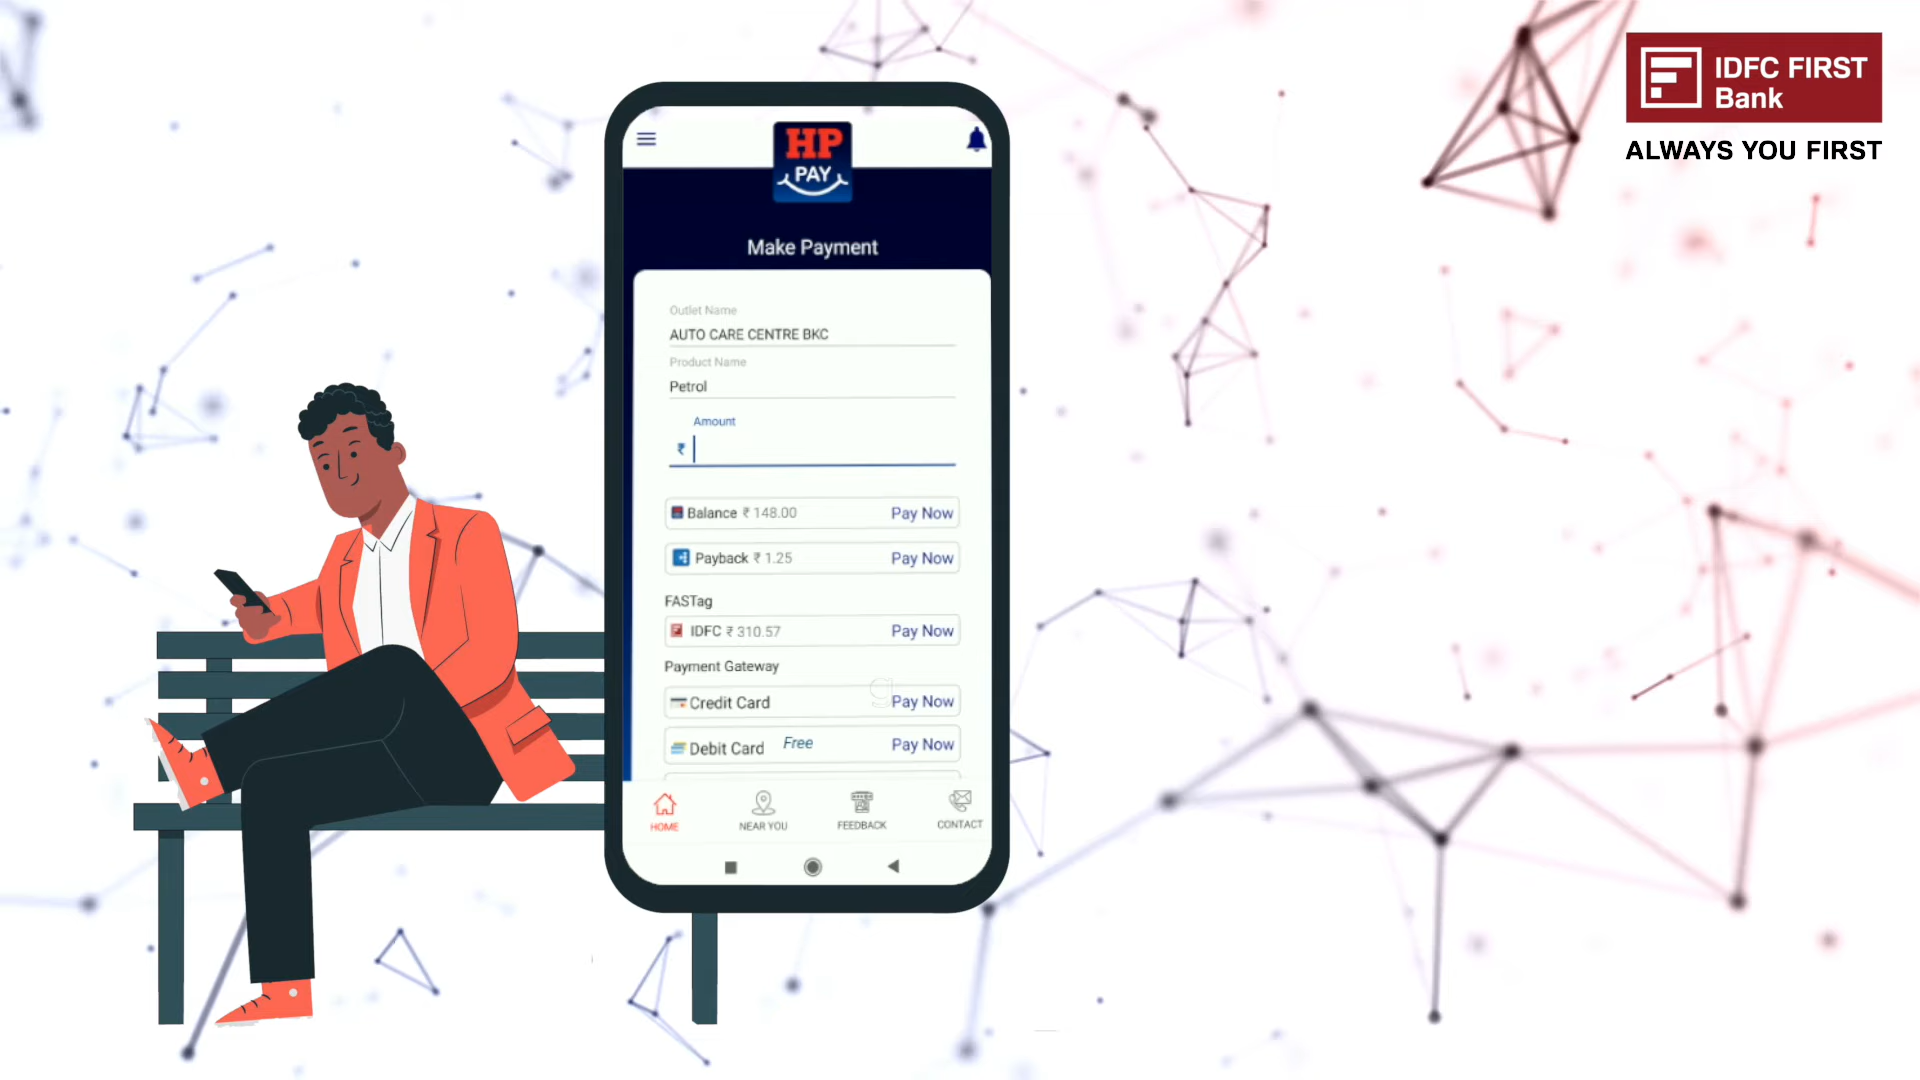 IDFC FIRST
Bank
ALWAYS YOU FIRST
HP
PAY
Make Payment
Outlet Name
AUTO CARE CENTRE BKC
Product Name
Petrol
Amount
₹
Balance ₹ 148.00 Pay Now
Payback ₹ 1.25 Pay Now
FASTag
IDFC ₹ 310.57 Pay Now
Payment Gateway
Credit Card Pay Now
Debit Card Free Pay Now
HOME NEAR YOU FEEDBACK CONTACT